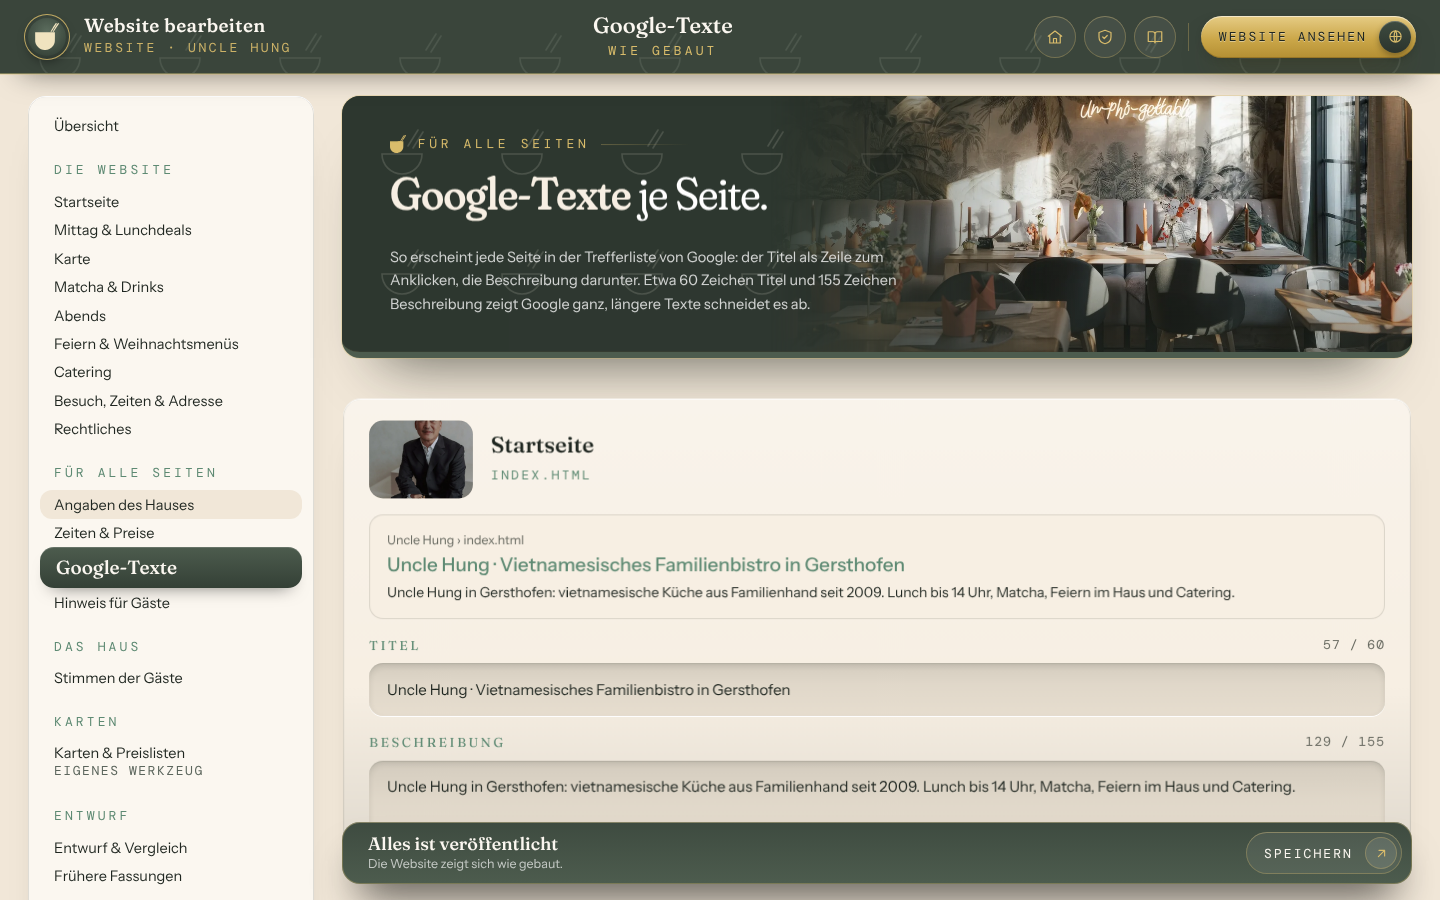 Website bearbeiten
WEBSITE · UNCLE HUNG
Google-Texte
WIE GEBAUT
WEBSITE ANSEHEN
Übersicht
DIE WEBSITE
Startseite
Mittag & Lunchdeals
Karte
Matcha & Drinks
Abends
Feiern & Weihnachtsmenüs
Catering
Besuch, Zeiten & Adresse
Rechtliches
FÜR ALLE SEITEN
Angaben des Hauses
Zeiten & Preise
Google-Texte
Hinweis für Gäste
DAS HAUS
Stimmen der Gäste
KARTEN
Karten & Preislisten
EIGENES WERKZEUG
ENTWURF
Entwurf & Vergleich
Frühere Fassungen
FÜR ALLE SEITEN
Google-Texte je Seite.
So erscheint jede Seite in der Trefferliste von Google: der Titel als Zeile zum
Anklicken, die Beschreibung darunter. Etwa 60 Zeichen Titel und 155 Zeichen
Beschreibung zeigt Google ganz, längere Texte schneidet es ab.
Um-phở-gettable
Startseite
INDEX.HTML
Uncle Hung › index.html
Uncle Hung · Vietnamesisches Familienbistro in Gersthofen
Uncle Hung in Gersthofen: vietnamesische Küche aus Familienhand seit 2009. Lunch bis 14 Uhr, Matcha, Feiern im Haus und Catering.
TITEL
57 / 60
Uncle Hung · Vietnamesisches Familienbistro in Gersthofen
BESCHREIBUNG
129 / 155
Uncle Hung in Gersthofen: vietnamesische Küche aus Familienhand seit 2009. Lunch bis 14 Uhr, Matcha, Feiern im Haus und Catering.
Alles ist veröffentlicht
Die Website zeigt sich wie gebaut.
SPEICHERN